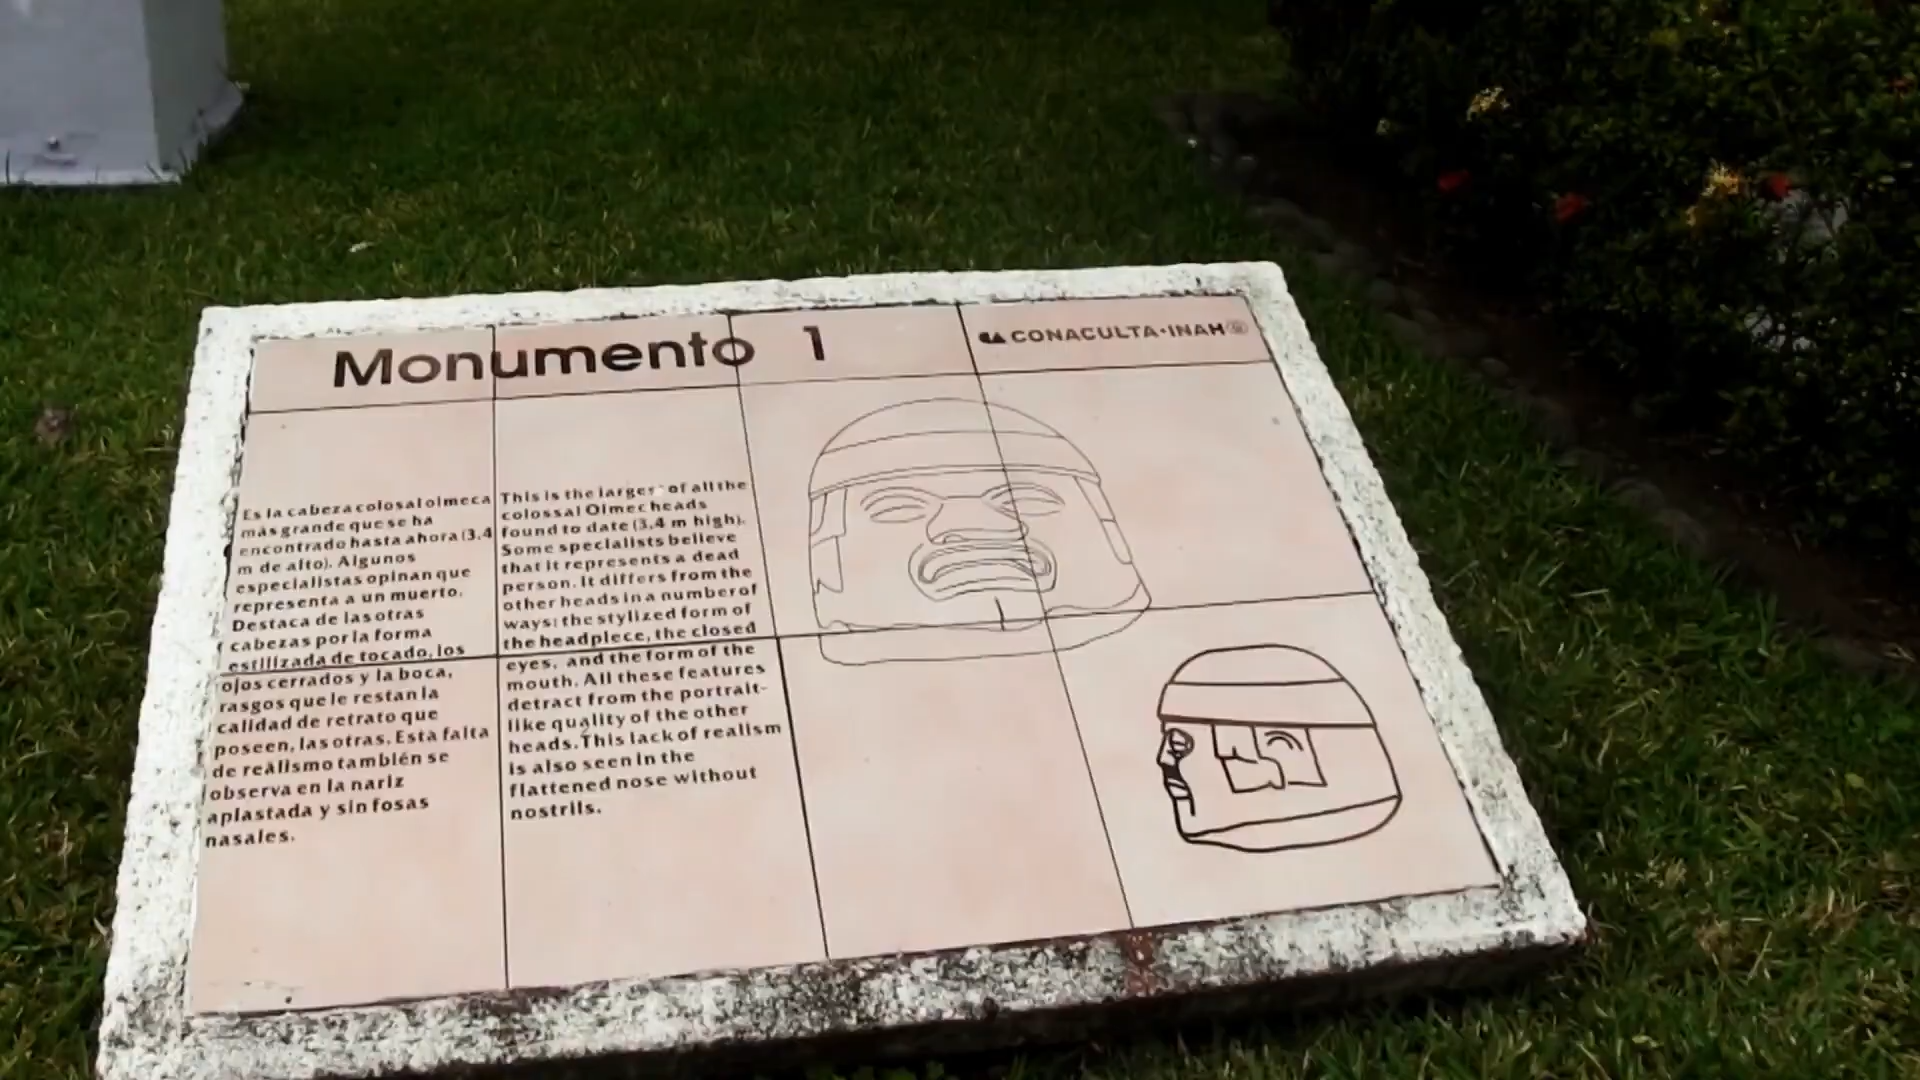 Monumento 1
CONACULTA·INAH
Es la cabeza colosal olmeca
más grande que se ha
encontrado hasta ahora (3.4
m de alto). Algunos
especialistas opinan que
representa a un muerto.
Destaca de las otras
cabezas por la forma
estilizada de tocado, los
ojos cerrados y la boca,
rasgos que le restan la
calidad de retrato que
poseen, las otras. Esta falta
de realismo también se
observa en la nariz
aplastada y sin fosas
nasales.
This is the of all the
colossal Olmec heads
found to date (3.4 m high).
Some specialists believe
that it represents a dead
person. It differs from the
other heads in a number of
ways: the stylized form of
the headpiece, the closed
eyes, and the form of the
mouth. All these features
detract from the portrait-
like quality of the other
heads. This lack of realism
is also seen in the
flattened nose without
nostrils.